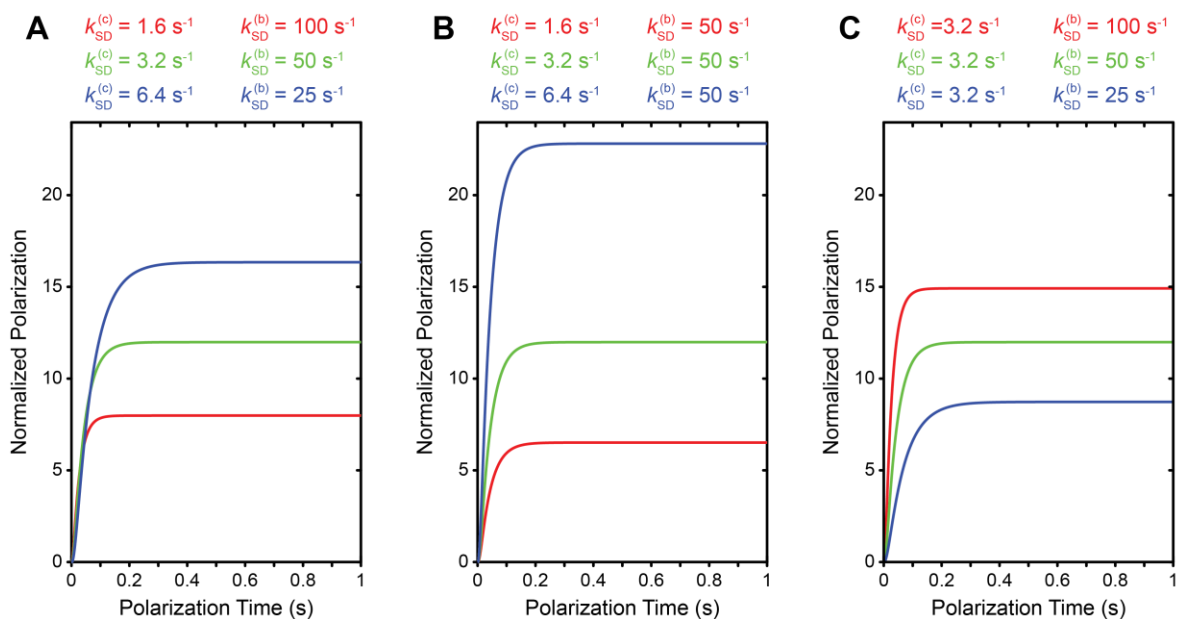 A
k_SD^(c) = 1.6 s⁻¹ k_SD^(b) = 100 s⁻¹
k_SD^(c) = 3.2 s⁻¹ k_SD^(b) = 50 s⁻¹
k_SD^(c) = 6.4 s⁻¹ k_SD^(b) = 25 s⁻¹
Normalized Polarization
20
15
10
5
0
0 0.2 0.4 0.6 0.8 1
Polarization Time (s)
B
k_SD^(c) = 1.6 s⁻¹ k_SD^(b) = 50 s⁻¹
k_SD^(c) = 3.2 s⁻¹ k_SD^(b) = 50 s⁻¹
k_SD^(c) = 6.4 s⁻¹ k_SD^(b) = 50 s⁻¹
Normalized Polarization
20
15
10
5
0
0 0.2 0.4 0.6 0.8 1
Polarization Time (s)
C
k_SD^(c) =3.2 s⁻¹ k_SD^(b) = 100 s⁻¹
k_SD^(c) = 3.2 s⁻¹ k_SD^(b) = 50 s⁻¹
k_SD^(c) = 3.2 s⁻¹ k_SD^(b) = 25 s⁻¹
Normalized Polarization
20
15
10
5
0
0 0.2 0.4 0.6 0.8 1
Polarization Time (s)